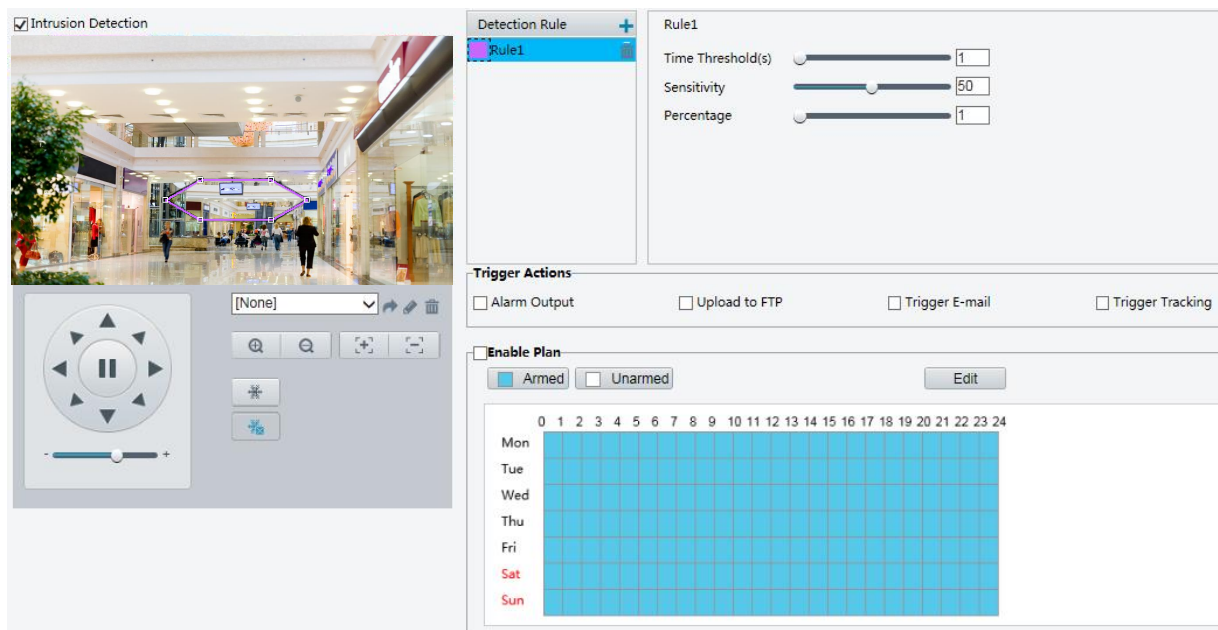 Intrusion Detection
[None]
- +
Detection Rule +
Rule1
Rule1
Time Threshold(s) 1
Sensitivity 50
Percentage 1
Trigger Actions
Alarm Output Upload to FTP Trigger E-mail Trigger Tracking
Enable Plan
Armed Unarmed Edit
0 1 2 3 4 5 6 7 8 9 10 11 12 13 14 15 16 17 18 19 20 21 22 23 24
Mon
Tue
Wed
Thu
Fri
Sat
Sun